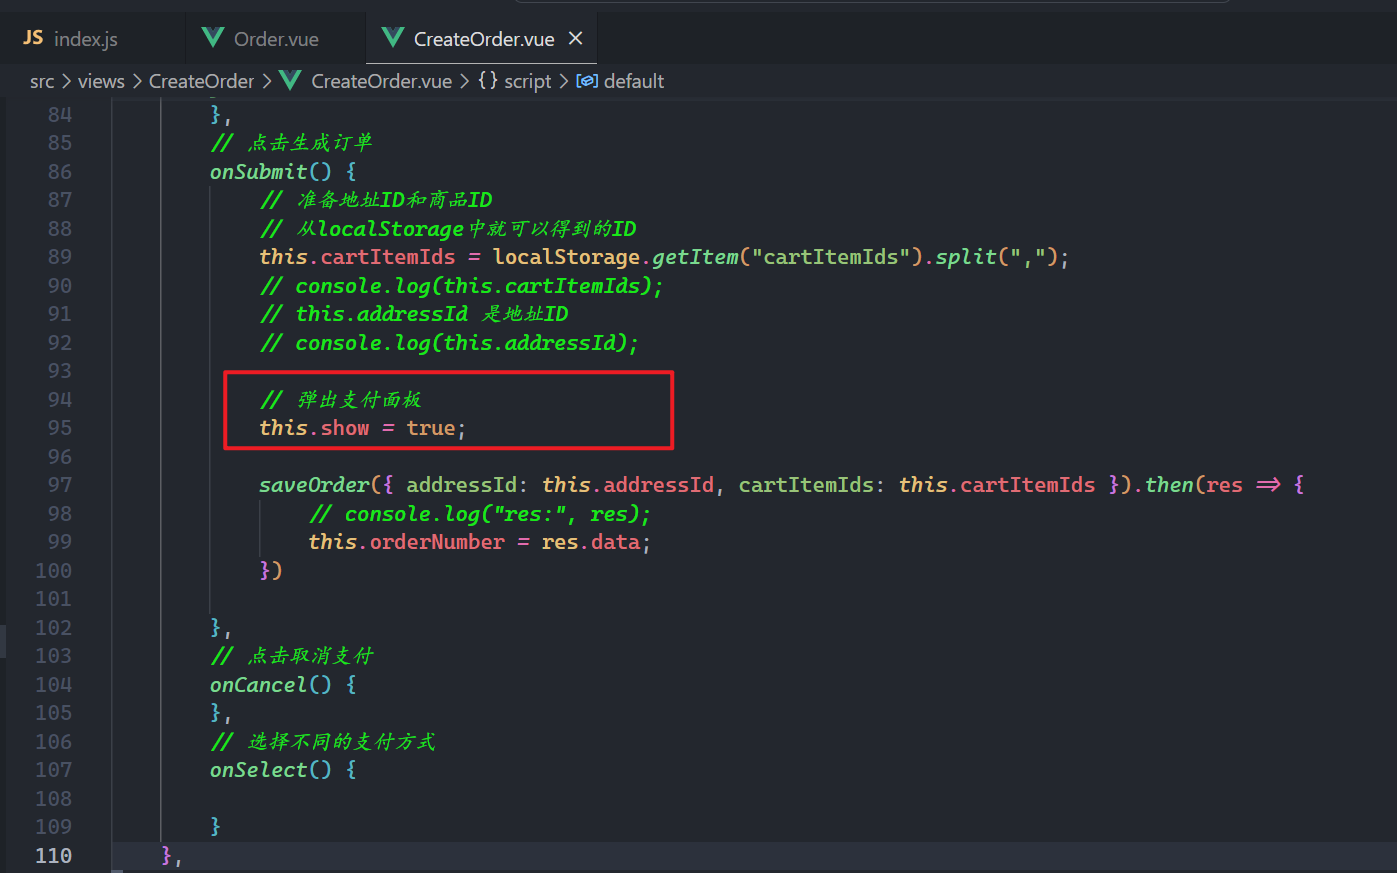 JS index.js Order.vue CreateOrder.vue ×
src > views > CreateOrder > CreateOrder.vue > {} script > default
84 },
85 // 点击生成订单
86 onSubmit() {
87 // 准备地址ID和商品ID
88 // 从localStorage中就可以得到的ID
89 this.cartItemIds = localStorage.getItem("cartItemIds").split(",");
90 // console.log(this.cartItemIds);
91 // this.addressId 是地址ID
92 // console.log(this.addressId);
93
94 // 弹出支付面板
95 this.show = true;
96
97 saveOrder({ addressId: this.addressId, cartItemIds: this.cartItemIds }).then(res => {
98 // console.log("res:", res);
99 this.orderNumber = res.data;
100 })
101
102 },
103 // 点击取消支付
104 onCancel() {
105 },
106 // 选择不同的支付方式
107 onSelect() {
108
109 }
110 },